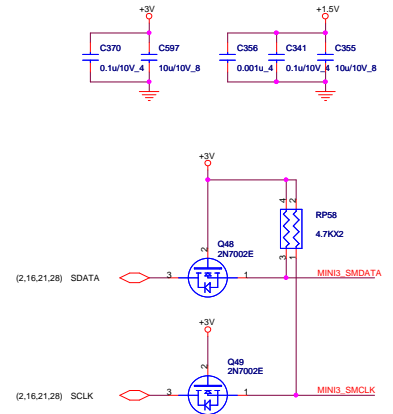 +3V +1.5V
C370 C597 C356 C341 C355
0.1u/10V_4 10u/10V_8 0.001u_4 0.1u/10V_4 10u/10V_8
+3V
4 2
RP58
4.7KX2
Q48
2N7002E
2
3 1
(2,16,21,28) SDATA 3 1 MINI3_SMDATA
+3V
Q49
2N7002E
2
(2,16,21,28) SCLK 3 1 MINI3_SMCLK